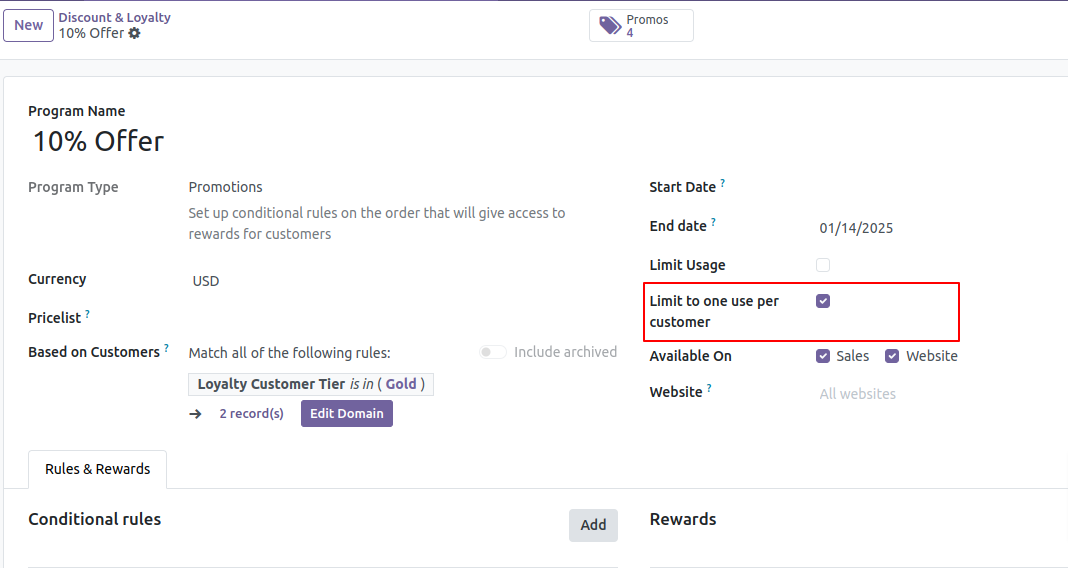 New
Discount & Loyalty
10% Offer
Promos
4
Program Name
10% Offer
Program Type
Promotions
Set up conditional rules on the order that will give access to
rewards for customers
Currency
USD
Pricelist ?
Based on Customers ?
Match all of the following rules:
Include archived
Loyalty Customer Tier is in ( Gold )
→ 2 record(s)
Edit Domain
Start Date ?
End date ?
01/14/2025
Limit Usage
Limit to one use per
customer
Available On
Sales
Website
Website ?
All websites
Rules & Rewards
Conditional rules
Add
Rewards